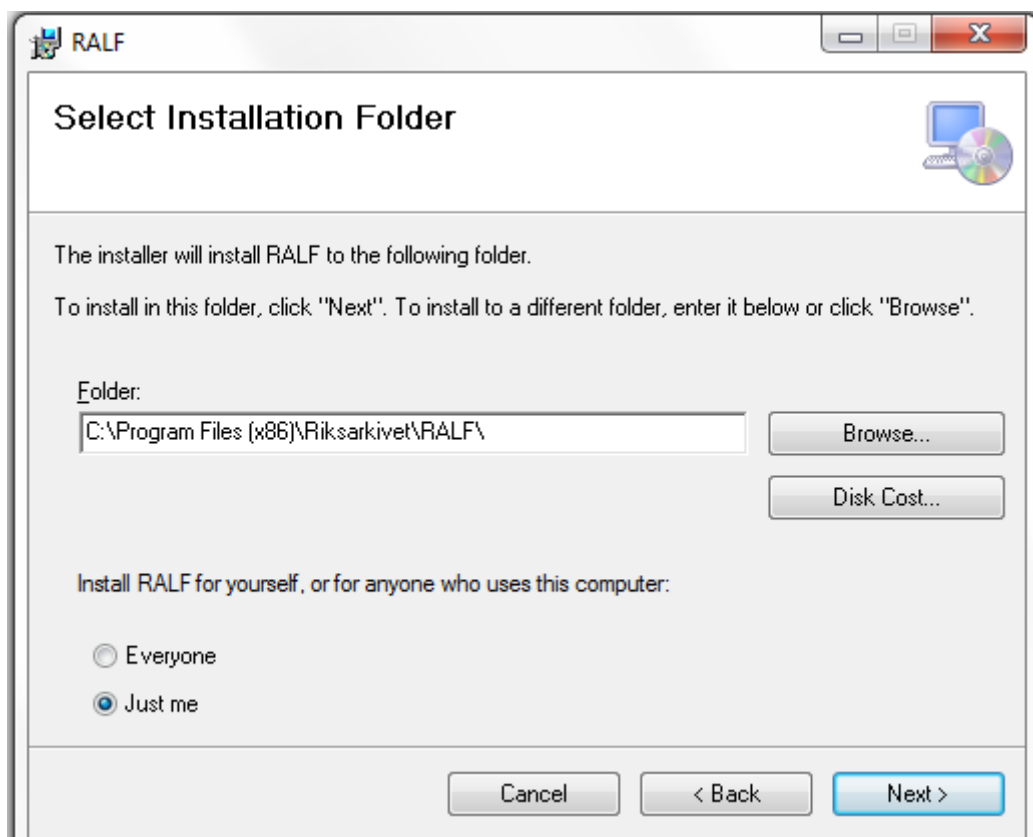 RALF
Select Installation Folder
The installer will install RALF to the following folder.
To install in this folder, click "Next". To install to a different folder, enter it below or click "Browse".
Folder:
C:\Program Files (x86)\Riksarkivet\RALF\
Browse...
Disk Cost...
Install RALF for yourself, or for anyone who uses this computer:
Everyone
Just me
Cancel
< Back
Next >